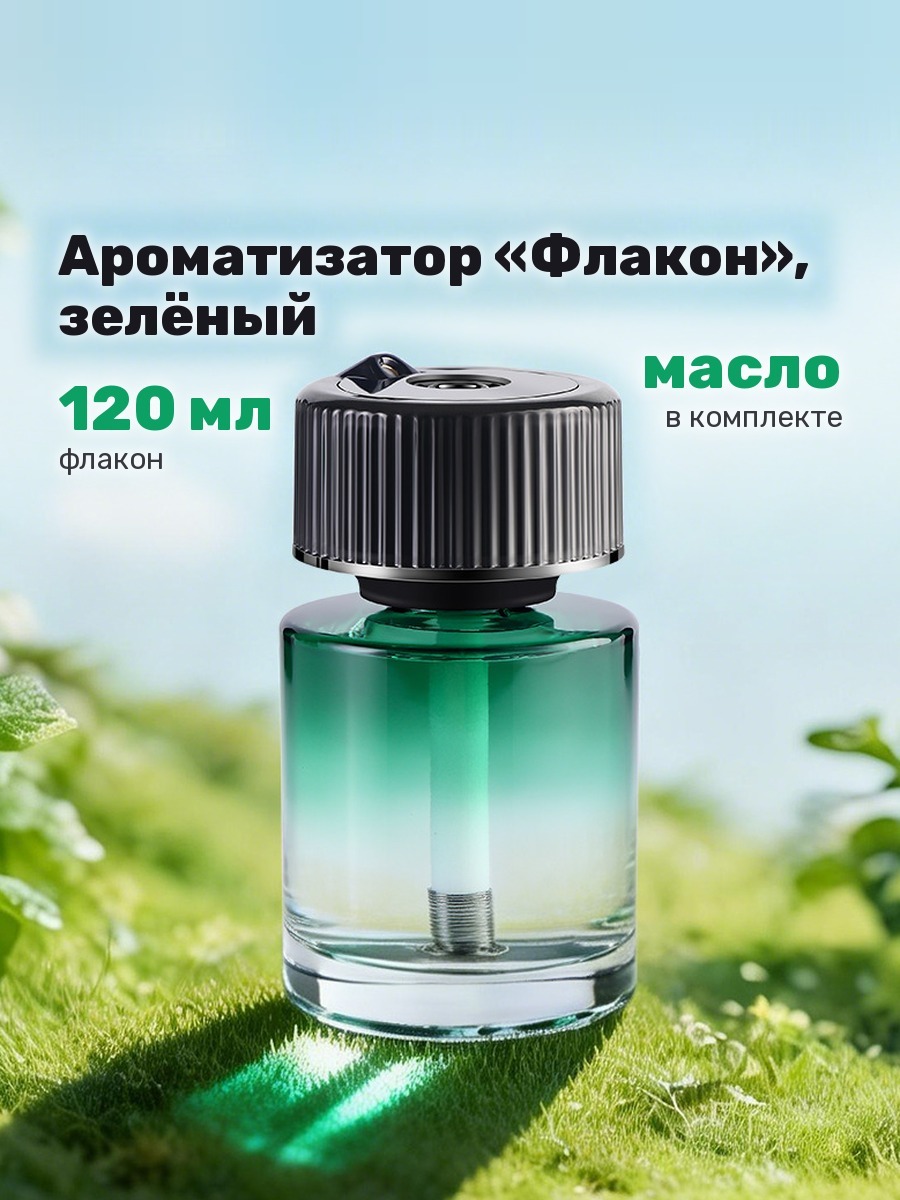 Ароматизатор «Флакон»,
зелёный
120 мл
флакон
масло
в комплекте